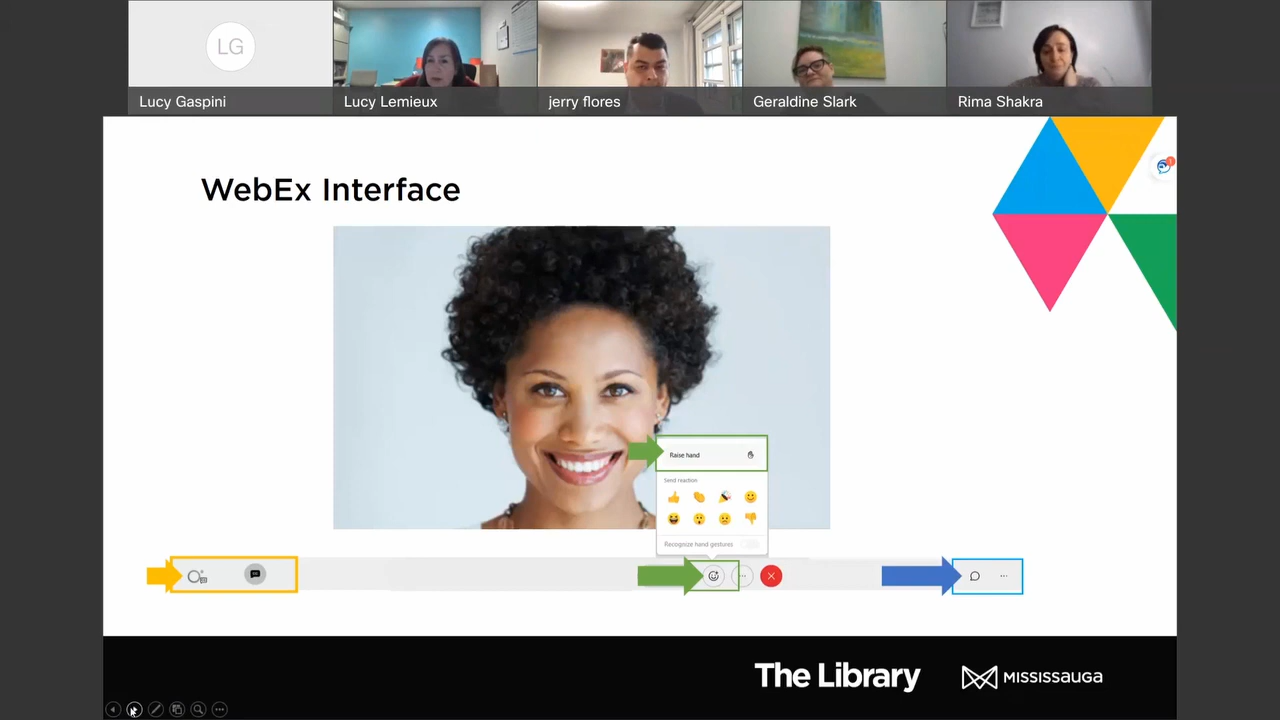 LG
Lucy Gaspini
Lucy Lemieux
jerry flores
Geraldine Slark
Rima Shakra
1
WebEx Interface
Raise hand
Send reaction
Recognize hand gestures
The Library
MISSISSAUGA